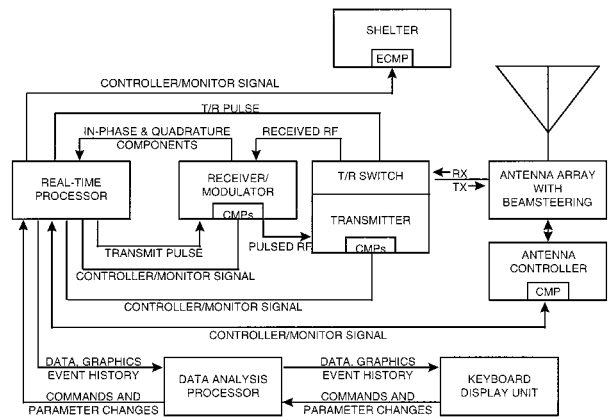 SHELTER
ECMP
CONTROLLER/MONITOR SIGNAL
T/R PULSE
IN-PHASE & QUADRATURE
COMPONENTS
RECEIVED RF
REAL-TIME
PROCESSOR
RECEIVER/
MODULATOR
CMPs
T/R SWITCH
TRANSMITTER
CMPs
RX
TX
ANTENNA ARRAY
WITH
BEAMSTEERING
TRANSMIT PULSE
PULSED RF
CONTROLLER/MONITOR SIGNAL
ANTENNA
CONTROLLER
CMP
CONTROLLER/MONITOR SIGNAL
CONTROLLER/MONITOR SIGNAL
DATA, GRAPHICS
EVENT HISTORY
COMMANDS AND
PARAMETER CHANGES
DATA ANALYSIS
PROCESSOR
DATA, GRAPHICS
EVENT HISTORY
COMMANDS AND
PARAMETER CHANGES
KEYBOARD
DISPLAY UNIT